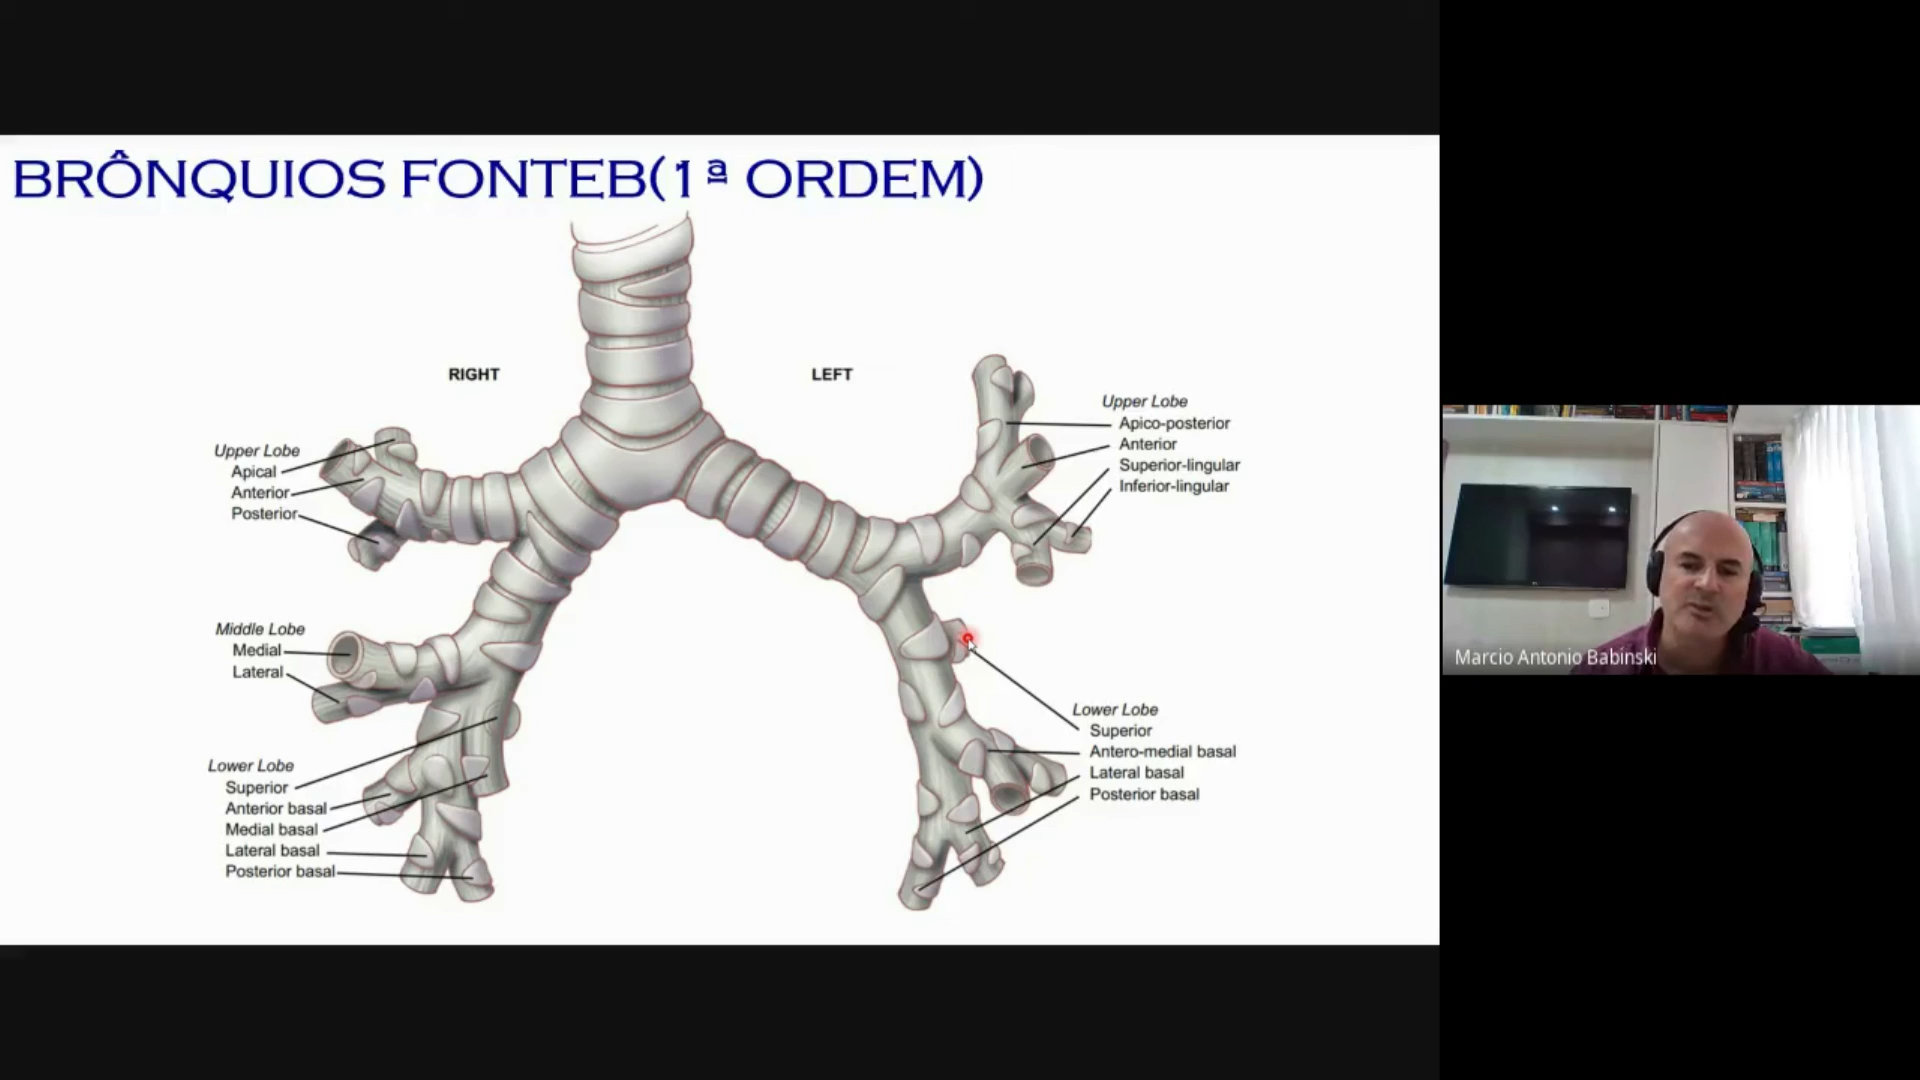 BRÔNQUIOS FONTEB(1ª ORDEM)
RIGHT
LEFT
Upper Lobe
Apical
Anterior
Posterior
Middle Lobe
Medial
Lateral
Lower Lobe
Superior
Anterior basal
Medial basal
Lateral basal
Posterior basal
Upper Lobe
Apico-posterior
Anterior
Superior-lingular
Inferior-lingular
Lower Lobe
Superior
Antero-medial basal
Lateral basal
Posterior basal
Marcio Antonio Babinski